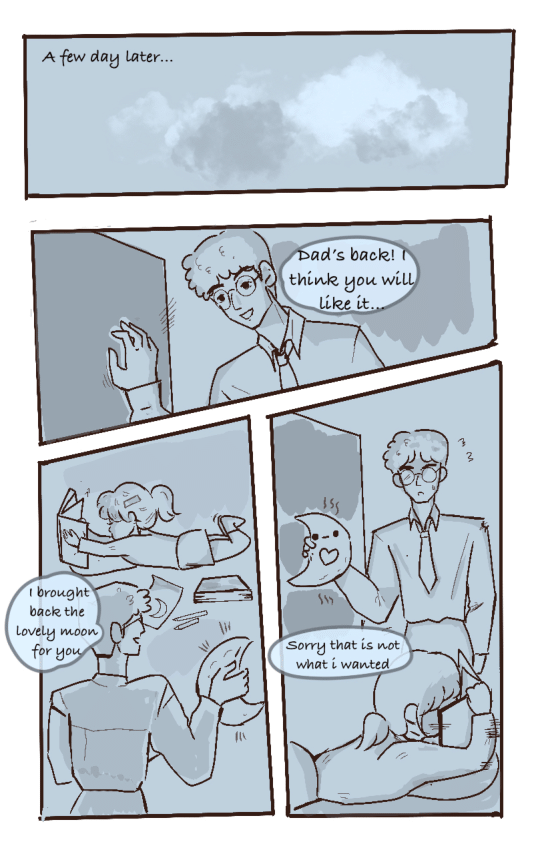 A few day later...
Dad's back! I
think you will
like it...
I brought
back the
lovely moon
for you
Sorry that is not
what i wanted